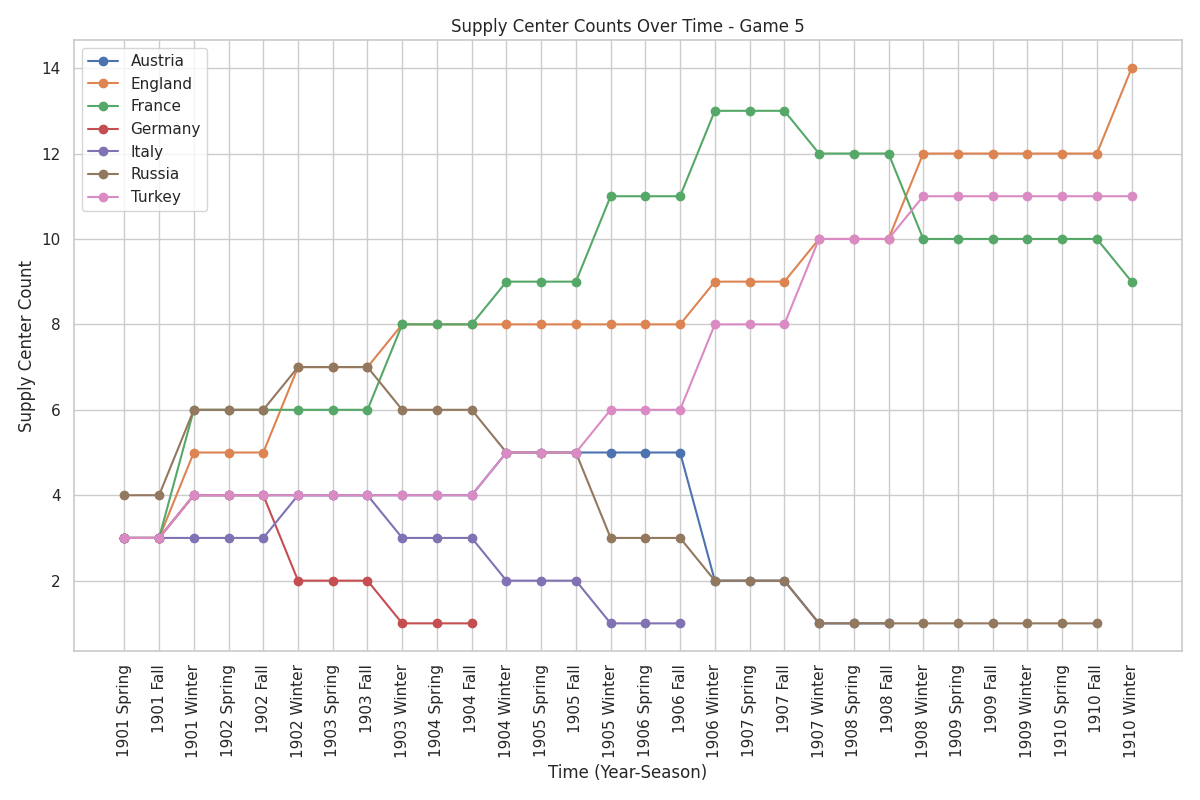 Supply Center Counts Over Time - Game 5
Austria
England
France
Germany
Italy
Russia
Turkey
14
12
10
8
6
4
2
Supply Center Count
1901 Spring
1901 Fall
1901 Winter
1902 Spring
1902 Fall
1902 Winter
1903 Spring
1903 Fall
1903 Winter
1904 Spring
1904 Fall
1904 Winter
1905 Spring
1905 Fall
1905 Winter
1906 Spring
1906 Fall
1906 Winter
1907 Spring
1907 Fall
1907 Winter
1908 Spring
1908 Fall
1908 Winter
1909 Spring
1909 Fall
1909 Winter
1910 Spring
1910 Fall
1910 Winter
Time (Year-Season)